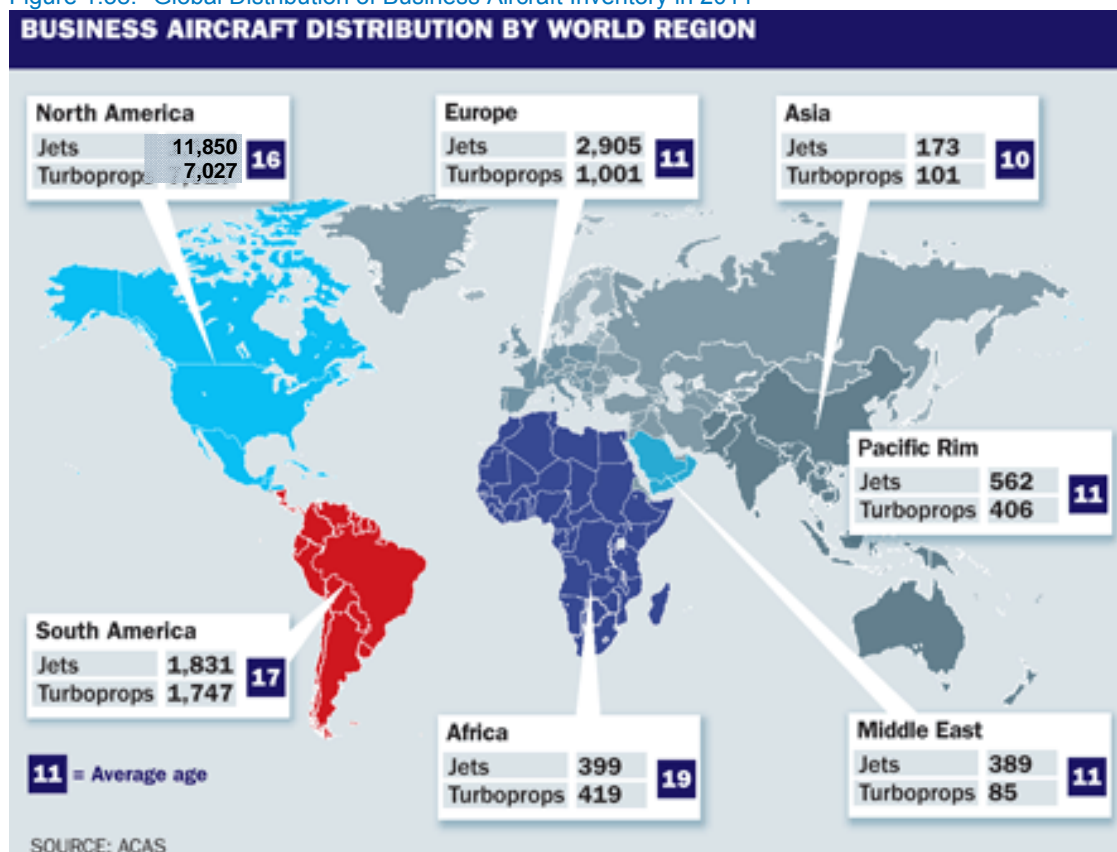 BUSINESS AIRCRAFT DISTRIBUTION BY WORLD REGION
North America
Jets 11,850
Turboprops 7,027
16
Europe
Jets 2,905
Turboprops 1,001
11
Asia
Jets 173
Turboprops 101
10
Pacific Rim
Jets 562
Turboprops 406
11
South America
Jets 1,831
Turboprops 1,747
17
Africa
Jets 399
Turboprops 419
19
Middle East
Jets 389
Turboprops 85
11
11 = Average age
SOURCE: ACAS